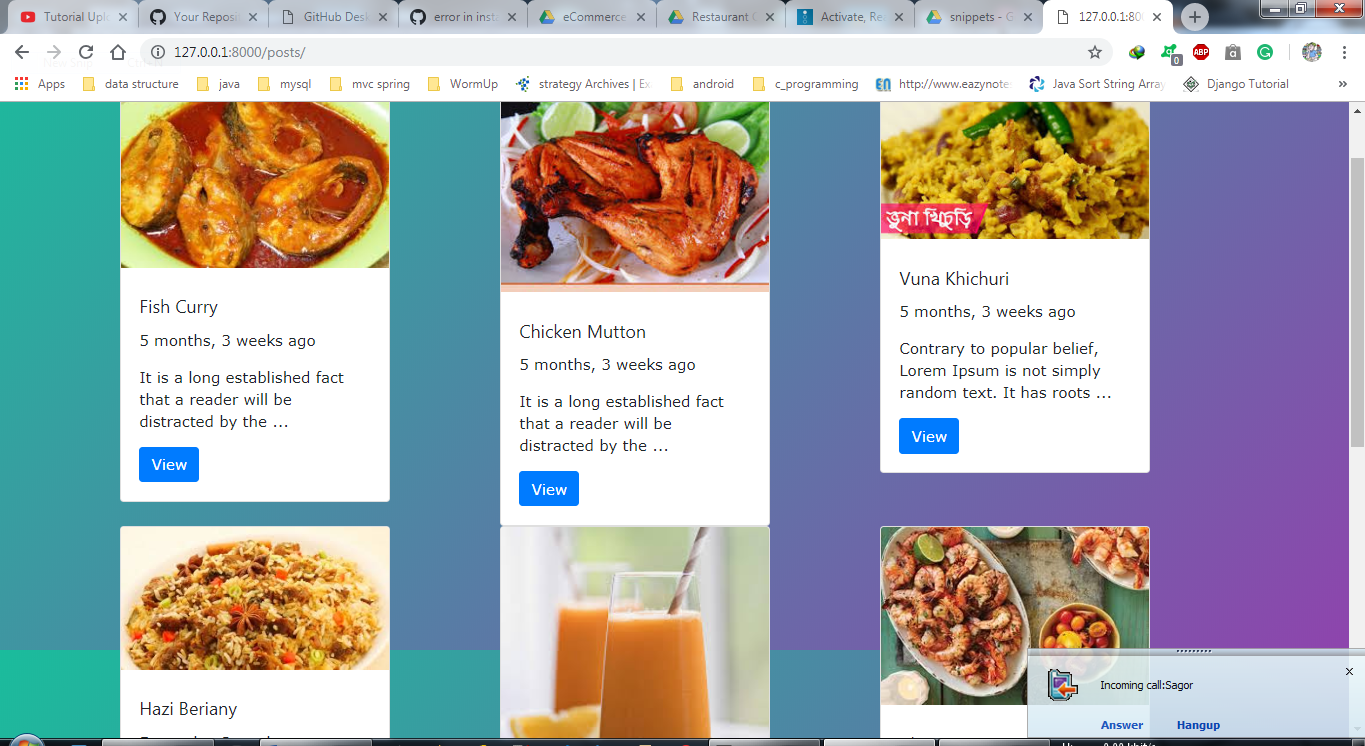 Tutorial Uplo
Your Reposi
GitHub Desk
error in inst
eCommerce
Restaurant
Activate, Re
snippets - G
127.0.0.1:80
127.0.0.1:8000/posts/
0
ABP
Apps
data structure
java
mysql
mvc spring
WormUp
strategy Archives | Ex
android
c_programming
http://www.eazynote
Java Sort String Array
Django Tutorial
»
ভূনা খিচুড়ি
Fish Curry
5 months, 3 weeks ago
It is a long established fact
that a reader will be
distracted by the ...
View
Chicken Mutton
5 months, 3 weeks ago
It is a long established fact
that a reader will be
distracted by the ...
View
Vuna Khichuri
5 months, 3 weeks ago
Contrary to popular belief,
Lorem Ipsum is not simply
random text. It has roots ...
View
Hazi Beriany
Incoming call:Sagor
Answer Hangup